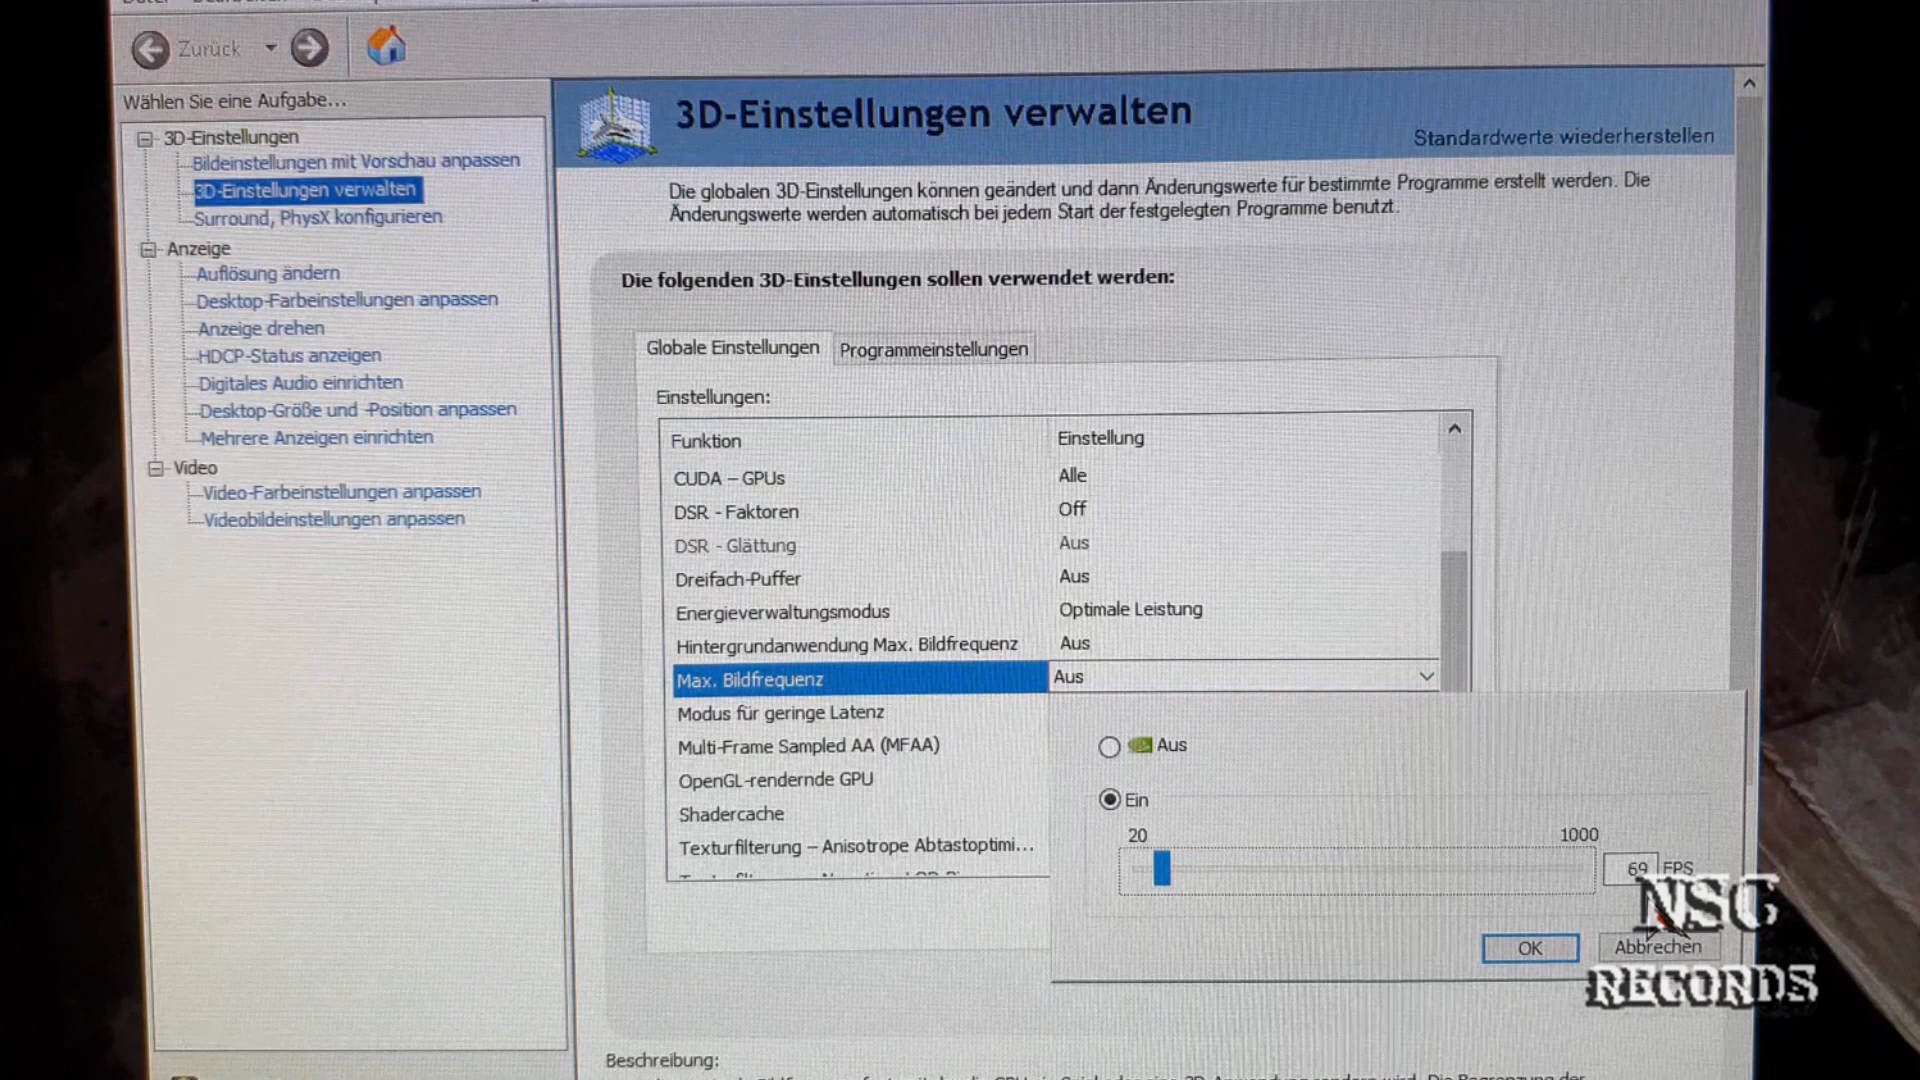 Zurück
Wählen Sie eine Aufgabe...
3D-Einstellungen
Bildeinstellungen mit Vorschau anpassen
3D-Einstellungen verwalten
Surround, PhysX konfigurieren
Anzeige
Auflösung ändern
Desktop-Farbeinstellungen anpassen
Anzeige drehen
HDCP-Status anzeigen
Digitales Audio einrichten
Desktop-Größe und -Position anpassen
Mehrere Anzeigen einrichten
Video
Video-Farbeinstellungen anpassen
Videobildeinstellungen anpassen
3D-Einstellungen verwalten
Standardwerte wiederherstellen
Die globalen 3D-Einstellungen können geändert und dann Änderungswerte für bestimmte Programme erstellt werden. Die
Änderungswerte werden automatisch bei jedem Start der festgelegten Programme benutzt.
Die folgenden 3D-Einstellungen sollen verwendet werden:
Globale Einstellungen Programmeinstellungen
Einstellungen:
Funktion Einstellung
CUDA – GPUs Alle
DSR - Faktoren Off
DSR - Glättung Aus
Dreifach-Puffer Aus
Energieverwaltungsmodus Optimale Leistung
Hintergrundanwendung Max. Bildfrequenz Aus
Max. Bildfrequenz Aus
Modus für geringe Latenz
Multi-Frame Sampled AA (MFAA)
OpenGL-rendernde GPU
Shadercache
Texturfilterung – Anisotrope Abtastoptimi...
Aus
Ein
20 1000
69 FPS
OK Abbrechen
NSC
RECORDS
Beschreibung: